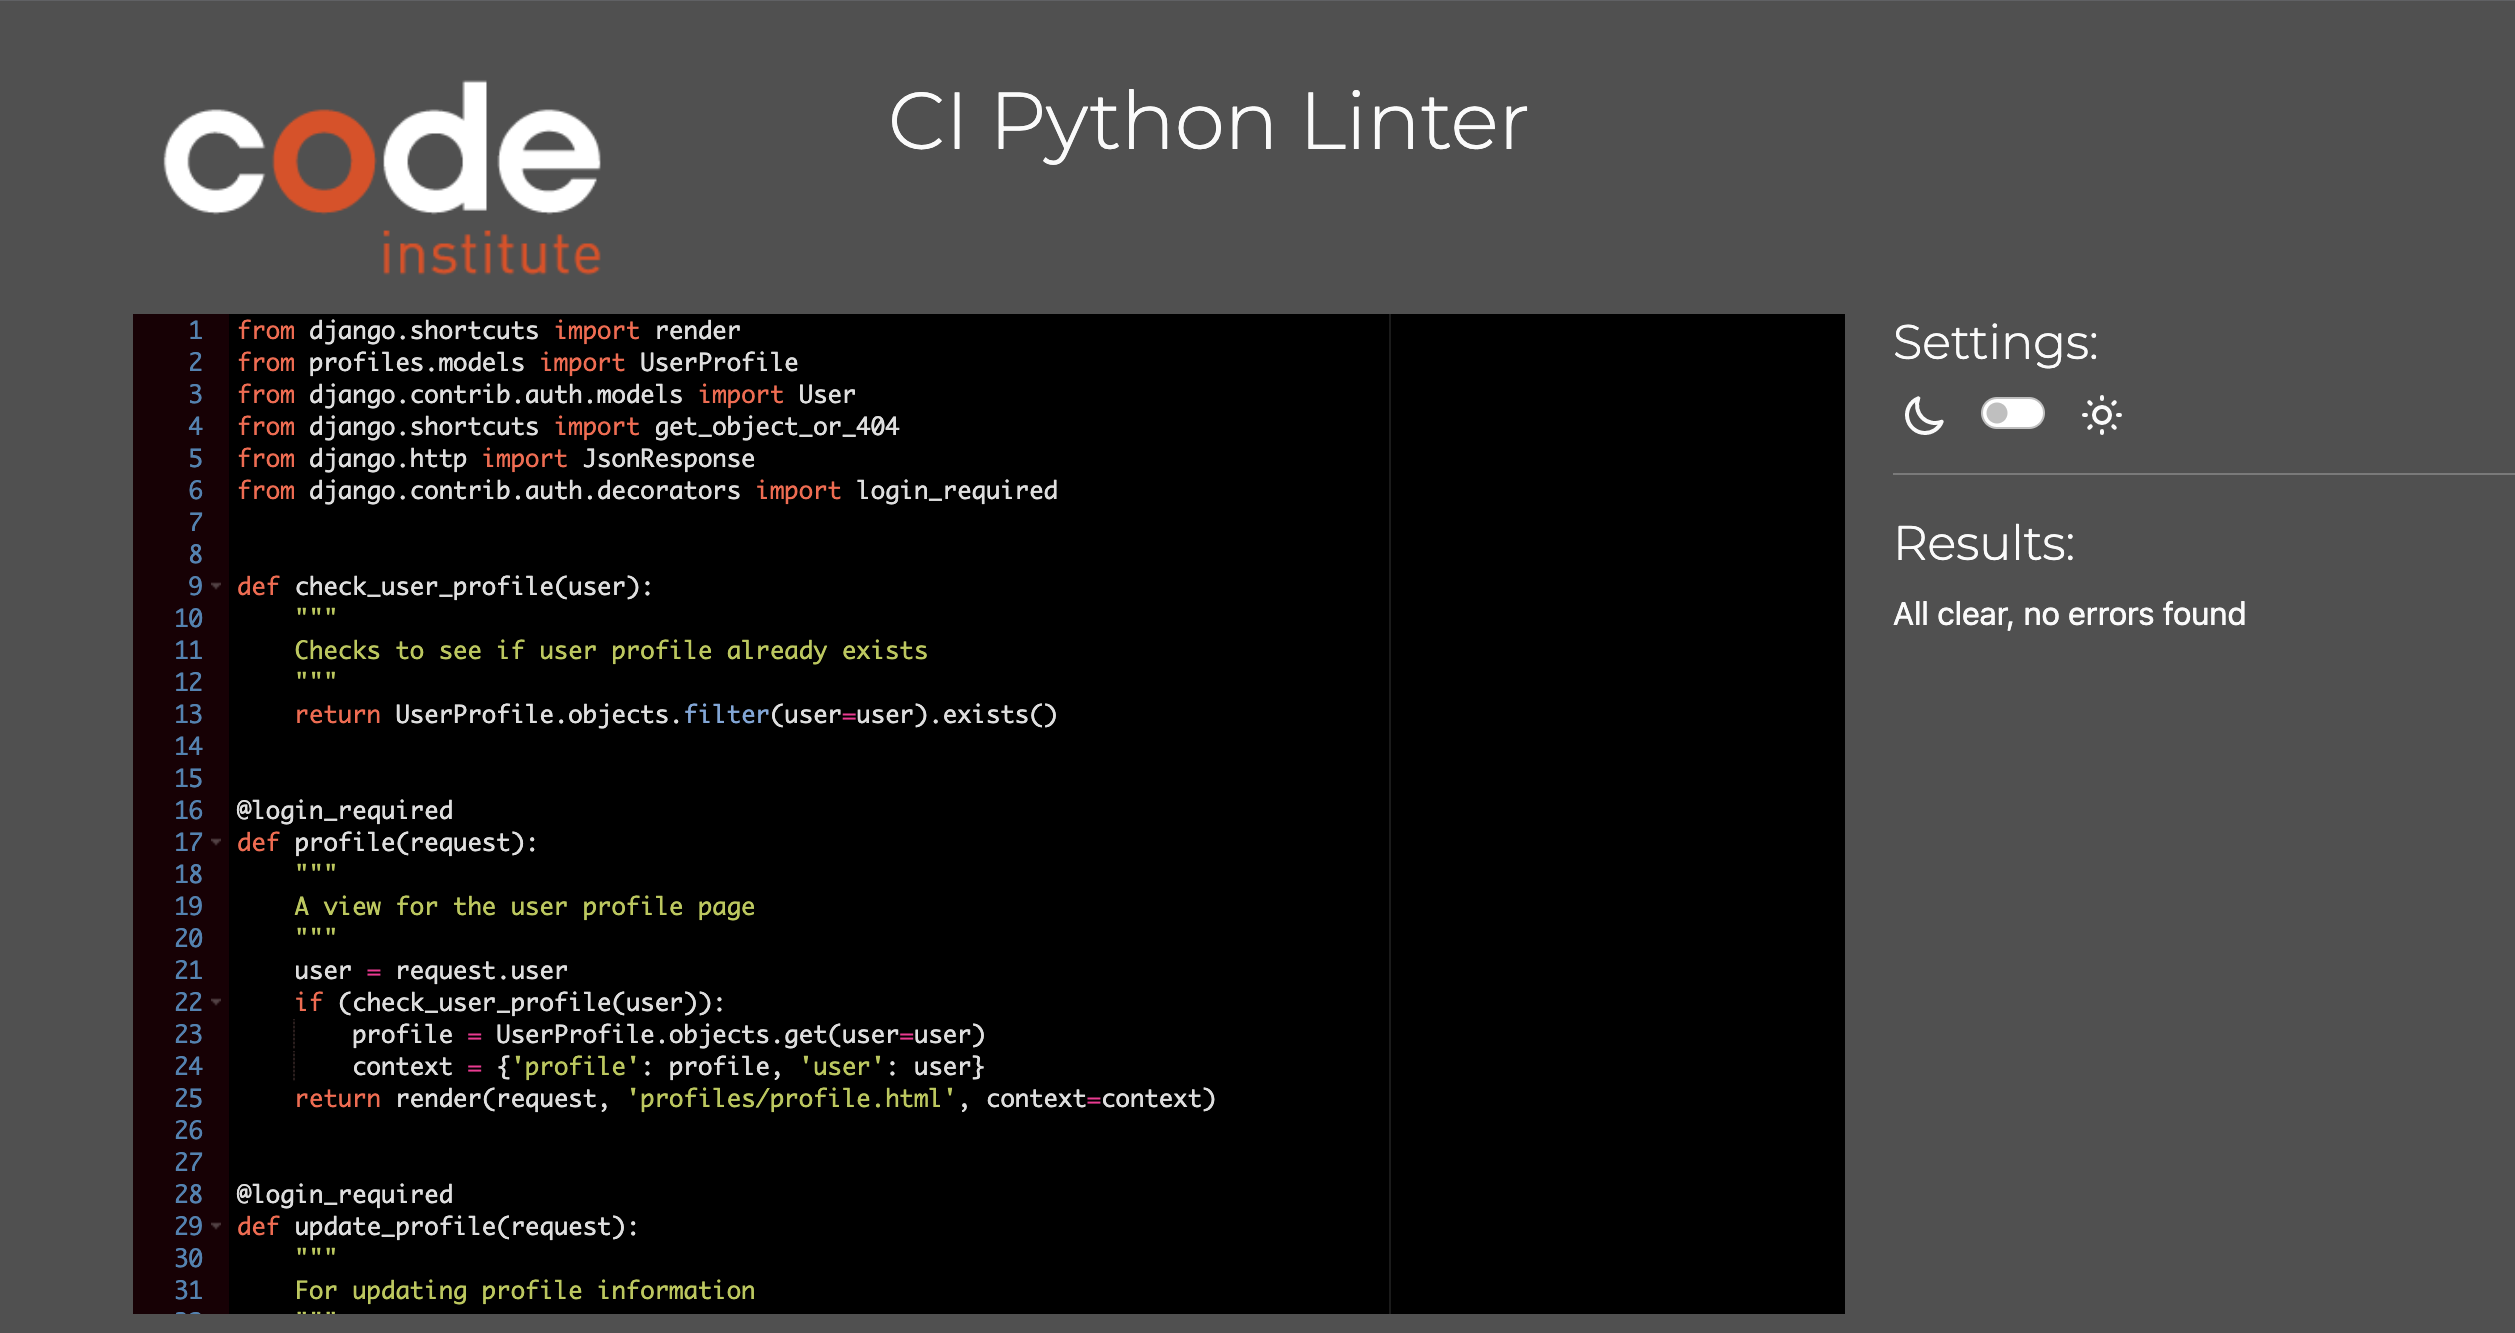 code
institute
CI Python Linter
1 from django.shortcuts import render
2 from profiles.models import UserProfile
3 from django.contrib.auth.models import User
4 from django.shortcuts import get_object_or_404
5 from django.http import JsonResponse
6 from django.contrib.auth.decorators import login_required
7
8
9 def check_user_profile(user):
10     """
11     Checks to see if user profile already exists
12     """
13     return UserProfile.objects.filter(user=user).exists()
14
15
16 @login_required
17 def profile(request):
18     """
19     A view for the user profile page
20     """
21     user = request.user
22     if (check_user_profile(user)):
23         profile = UserProfile.objects.get(user=user)
24         context = {'profile': profile, 'user': user}
25     return render(request, 'profiles/profile.html', context=context)
26
27
28 @login_required
29 def update_profile(request):
30     """
31     For updating profile information
Settings:
Results:
All clear, no errors found